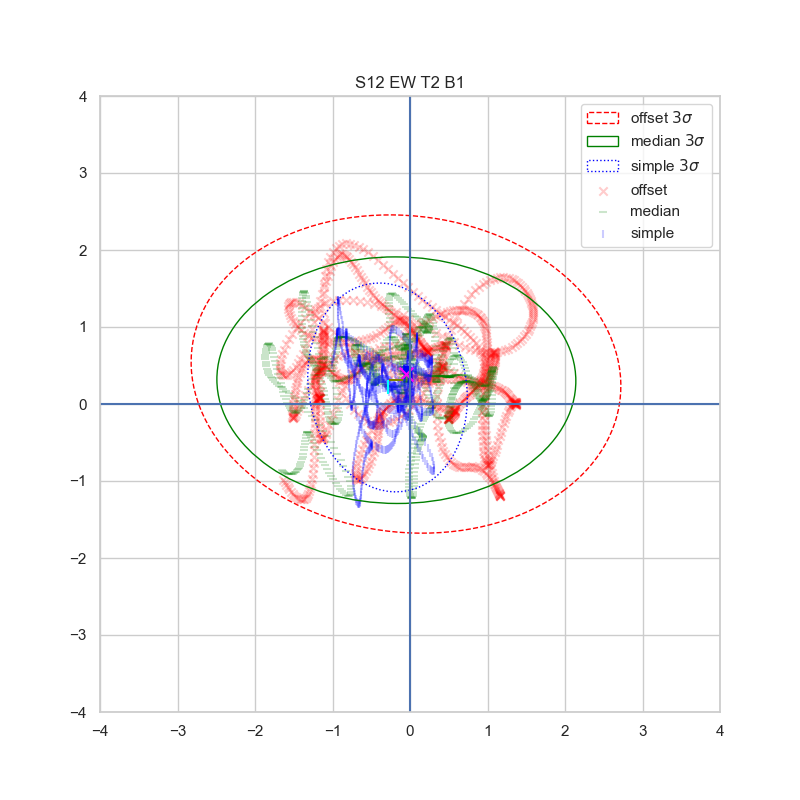 S12 EW T2 B1
offset 3σ
median 3σ
simple 3σ
offset
median
simple
4
3
2
1
0
−1
−2
−3
−4
−4 −3 −2 −1 0 1 2 3 4